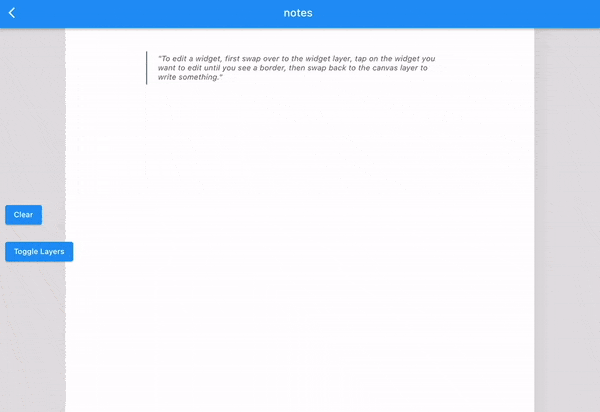 notes
"To edit a widget, first swap over to the widget layer, tap on the widget you
want to edit until you see a border, then swap back to the canvas layer to
write something."
Clear
Toggle Layers